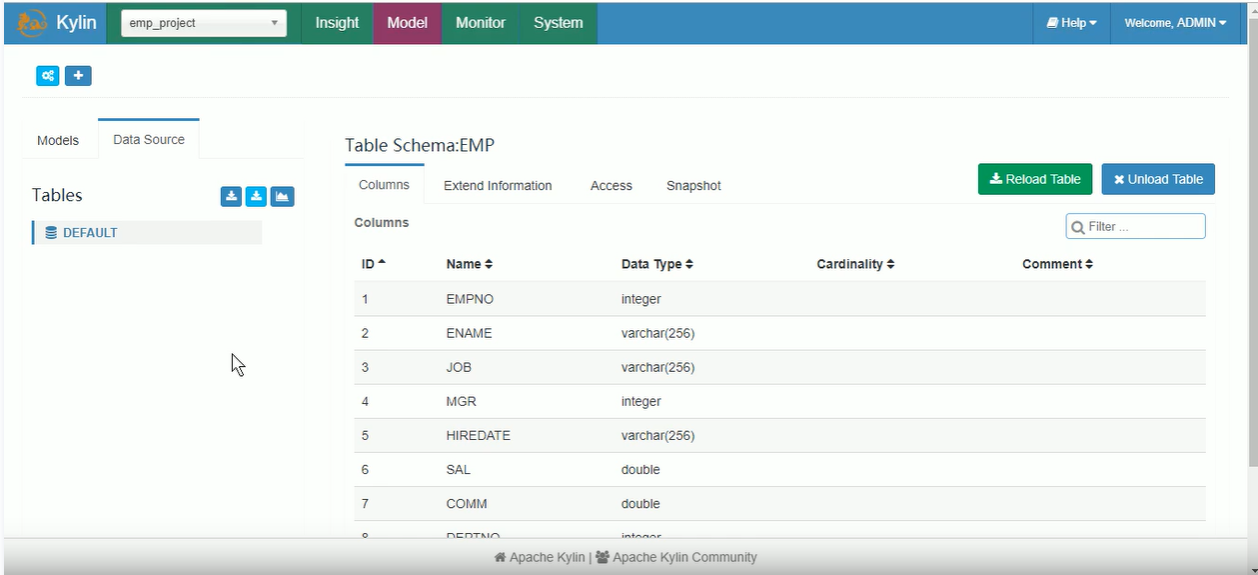 Kylin emp_project Insight Model Monitor System Help Welcome, ADMIN
Models Data Source
Table Schema:EMP
Tables
Columns Extend Information Access Snapshot Reload Table Unload Table
DEFAULT
Columns Filter ...
ID Name Data Type Cardinality Comment
1 EMPNO integer
2 ENAME varchar(256)
3 JOB varchar(256)
4 MGR integer
5 HIREDATE varchar(256)
6 SAL double
7 COMM double
8 DEPTNO integer
Apache Kylin | Apache Kylin Community